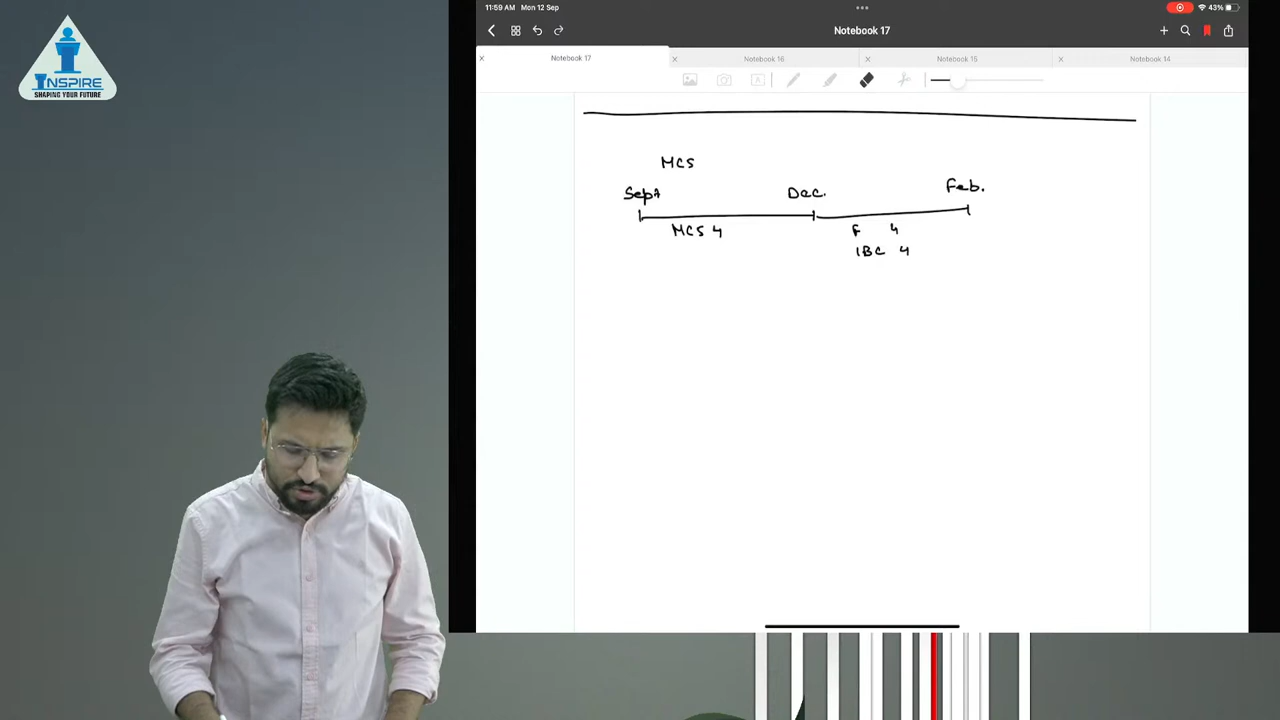 11:59 AM Mon 12 Sep
43%
INSPIRE
SHAPING YOUR FUTURE
Notebook 17
Notebook 17
Notebook 16
Notebook 15
Notebook 14
MCS
Sept Dec. Feb.
MCS 4 F 4
IBC 4